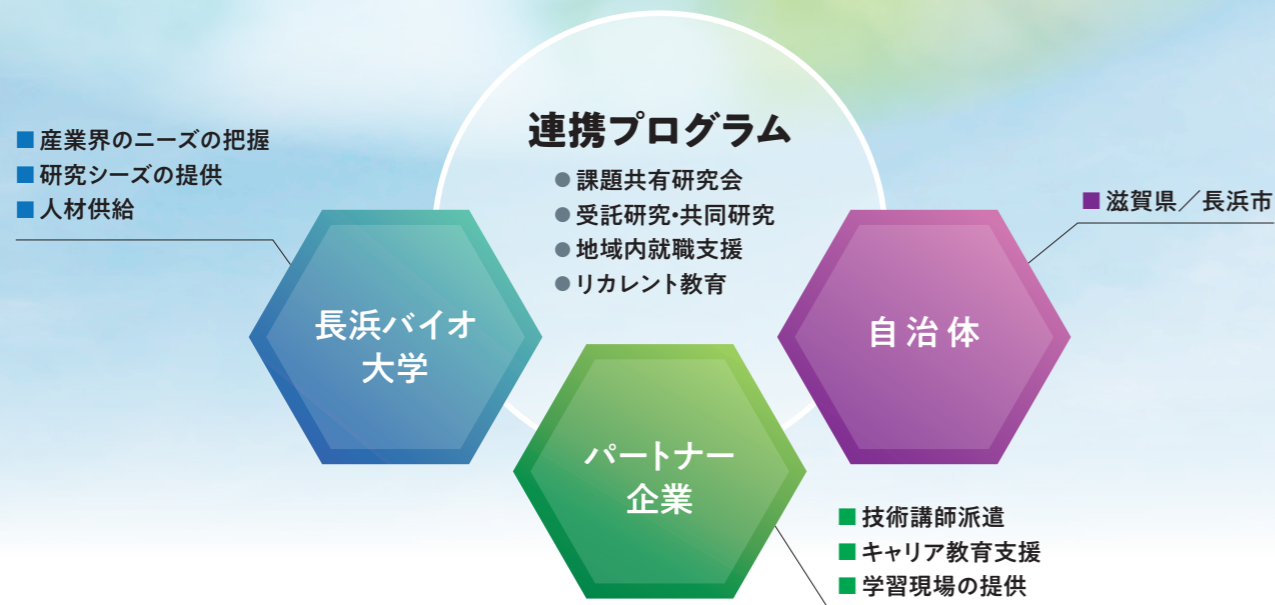 連携プログラム
● 課題共有研究会
● 受託研究・共同研究
● 地域内就職支援
● リカレント教育
■ 産業界のニーズの把握
■ 研究シーズの提供
■ 人材供給
長浜バイオ
大学
■ 滋賀県／長浜市
自治体
パートナー
企業
■ 技術講師派遣
■ キャリア教育支援
■ 学習現場の提供